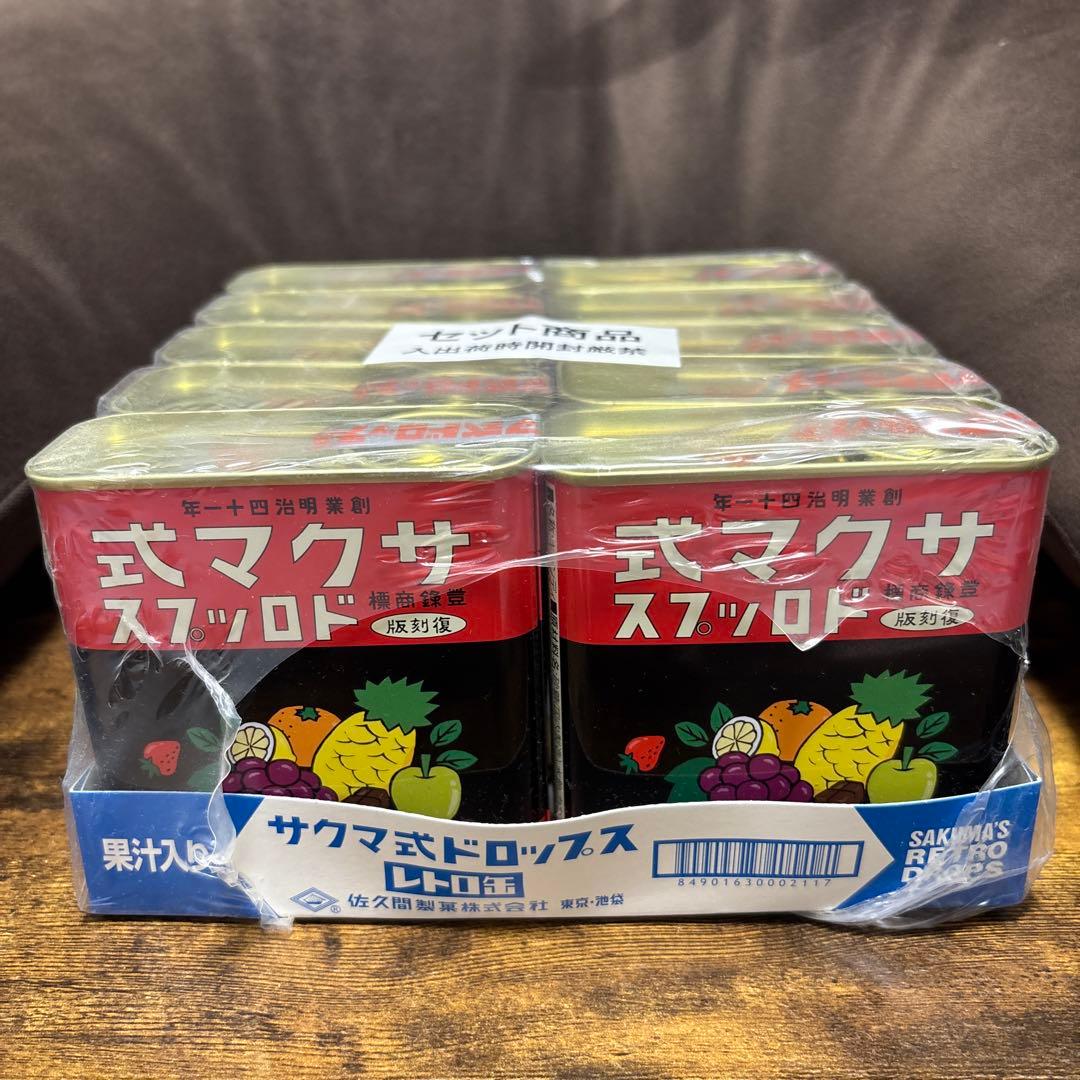 セット商品
入出荷時開封厳禁
創業明治四十一年
サクマ式
登錄商標
ドロップス
復刻版
創業明治四十一年
サクマ式
登錄商標
ドロップス
復刻版
果汁入り
サクマ式ドロップス
レトロ缶
佐久間製菓株式会社 東京・池袋
84901630002117
SAKUMA'S
RETRO
DROPS